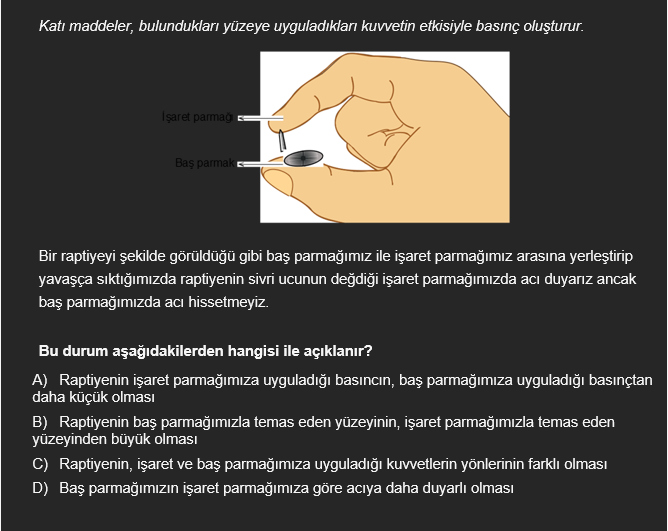 Katı maddeler, bulundukları yüzeye uyguladıkları kuvvetin etkisiyle basınç oluşturur.
İşaret parmağı
Baş parmak
Bir raptiyeyi şekilde görüldüğü gibi baş parmağımız ile işaret parmağımız arasına yerleştirip
yavaşça sıktığımızda raptiyenin sivri ucunun değdiği işaret parmağımızda acı duyarız ancak
baş parmağımızda acı hissetmeyiz.
Bu durum aşağıdakilerden hangisi ile açıklanır?
A) Raptiyenin işaret parmağımıza uyguladığı basıncın, baş parmağımıza uyguladığı basınçtan
daha küçük olması
B) Raptiyenin baş parmağımızla temas eden yüzeyinin, işaret parmağımızla temas eden
yüzeyinden büyük olması
C) Raptiyenin, işaret ve baş parmağımıza uyguladığı kuvvetlerin yönlerinin farklı olması
D) Baş parmağımızın işaret parmağımıza göre acıya daha duyarlı olması